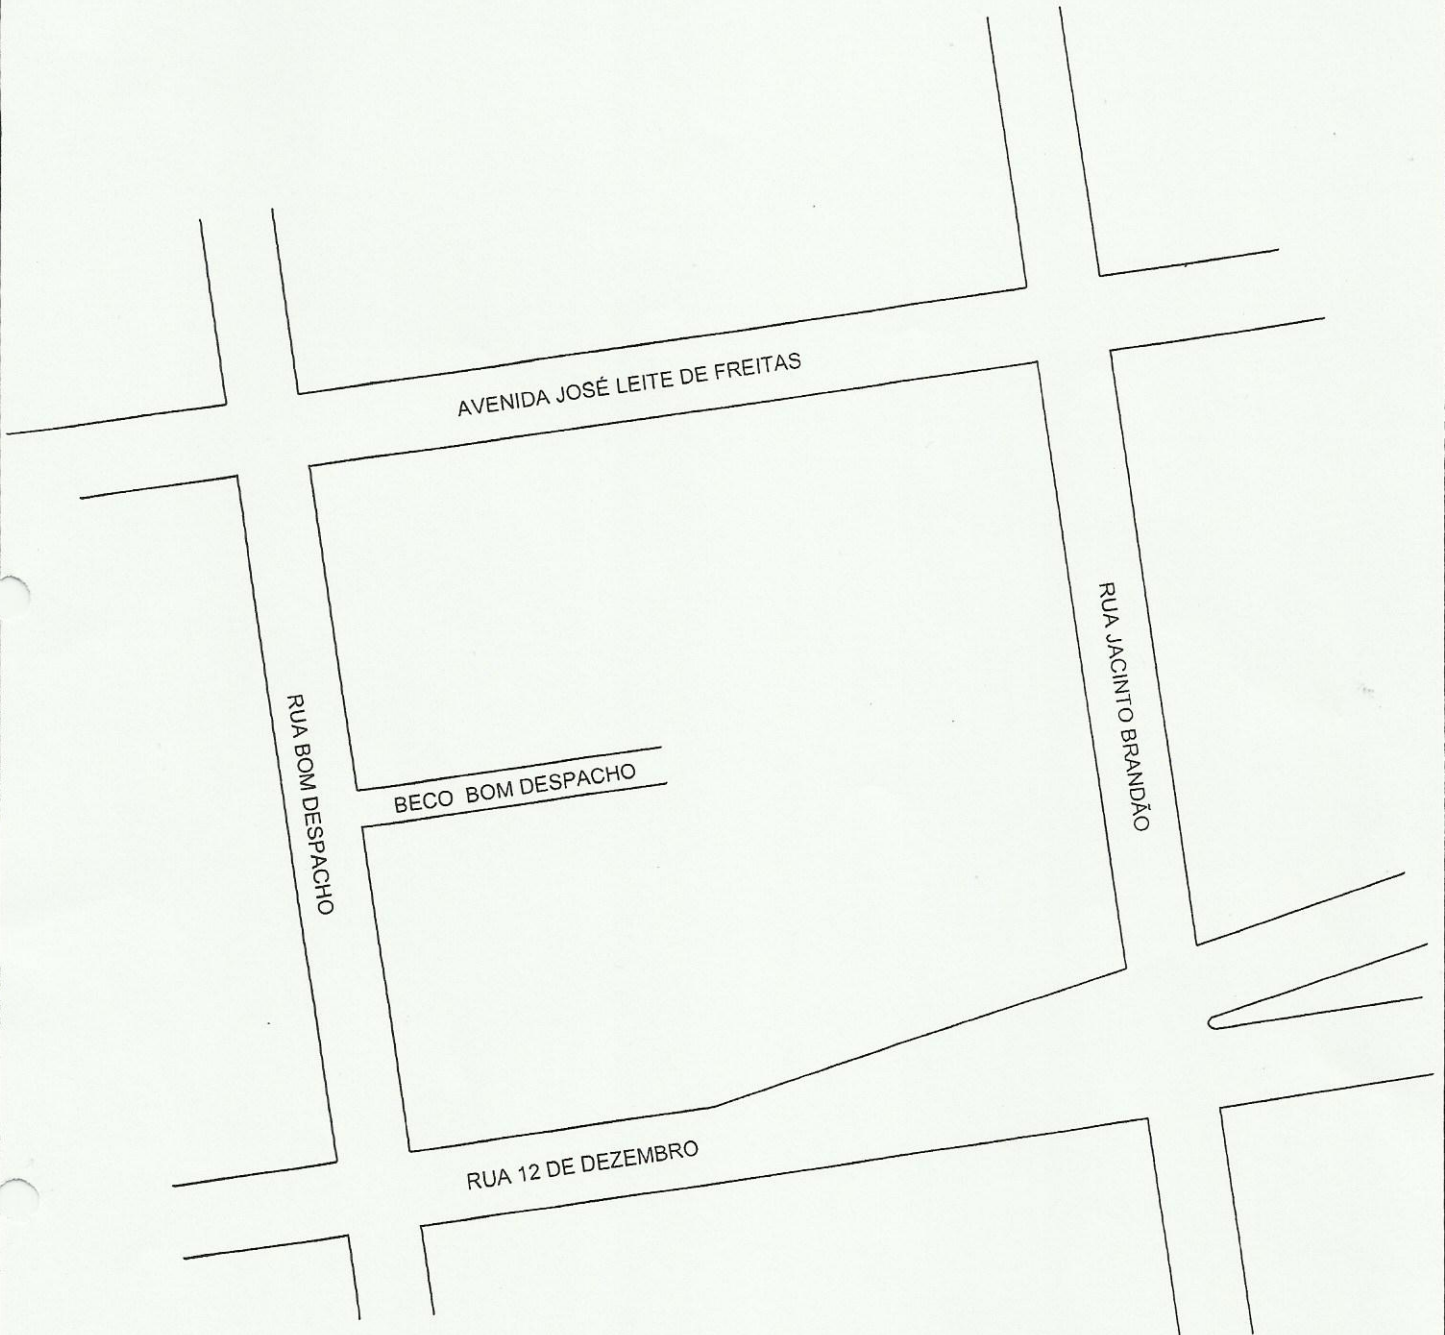 AVENIDA JOSÉ LEITE DE FREITAS
RUA JACINTO BRANDÃO
RUA BOM DESPACHO
BECO BOM DESPACHO
RUA 12 DE DEZEMBRO